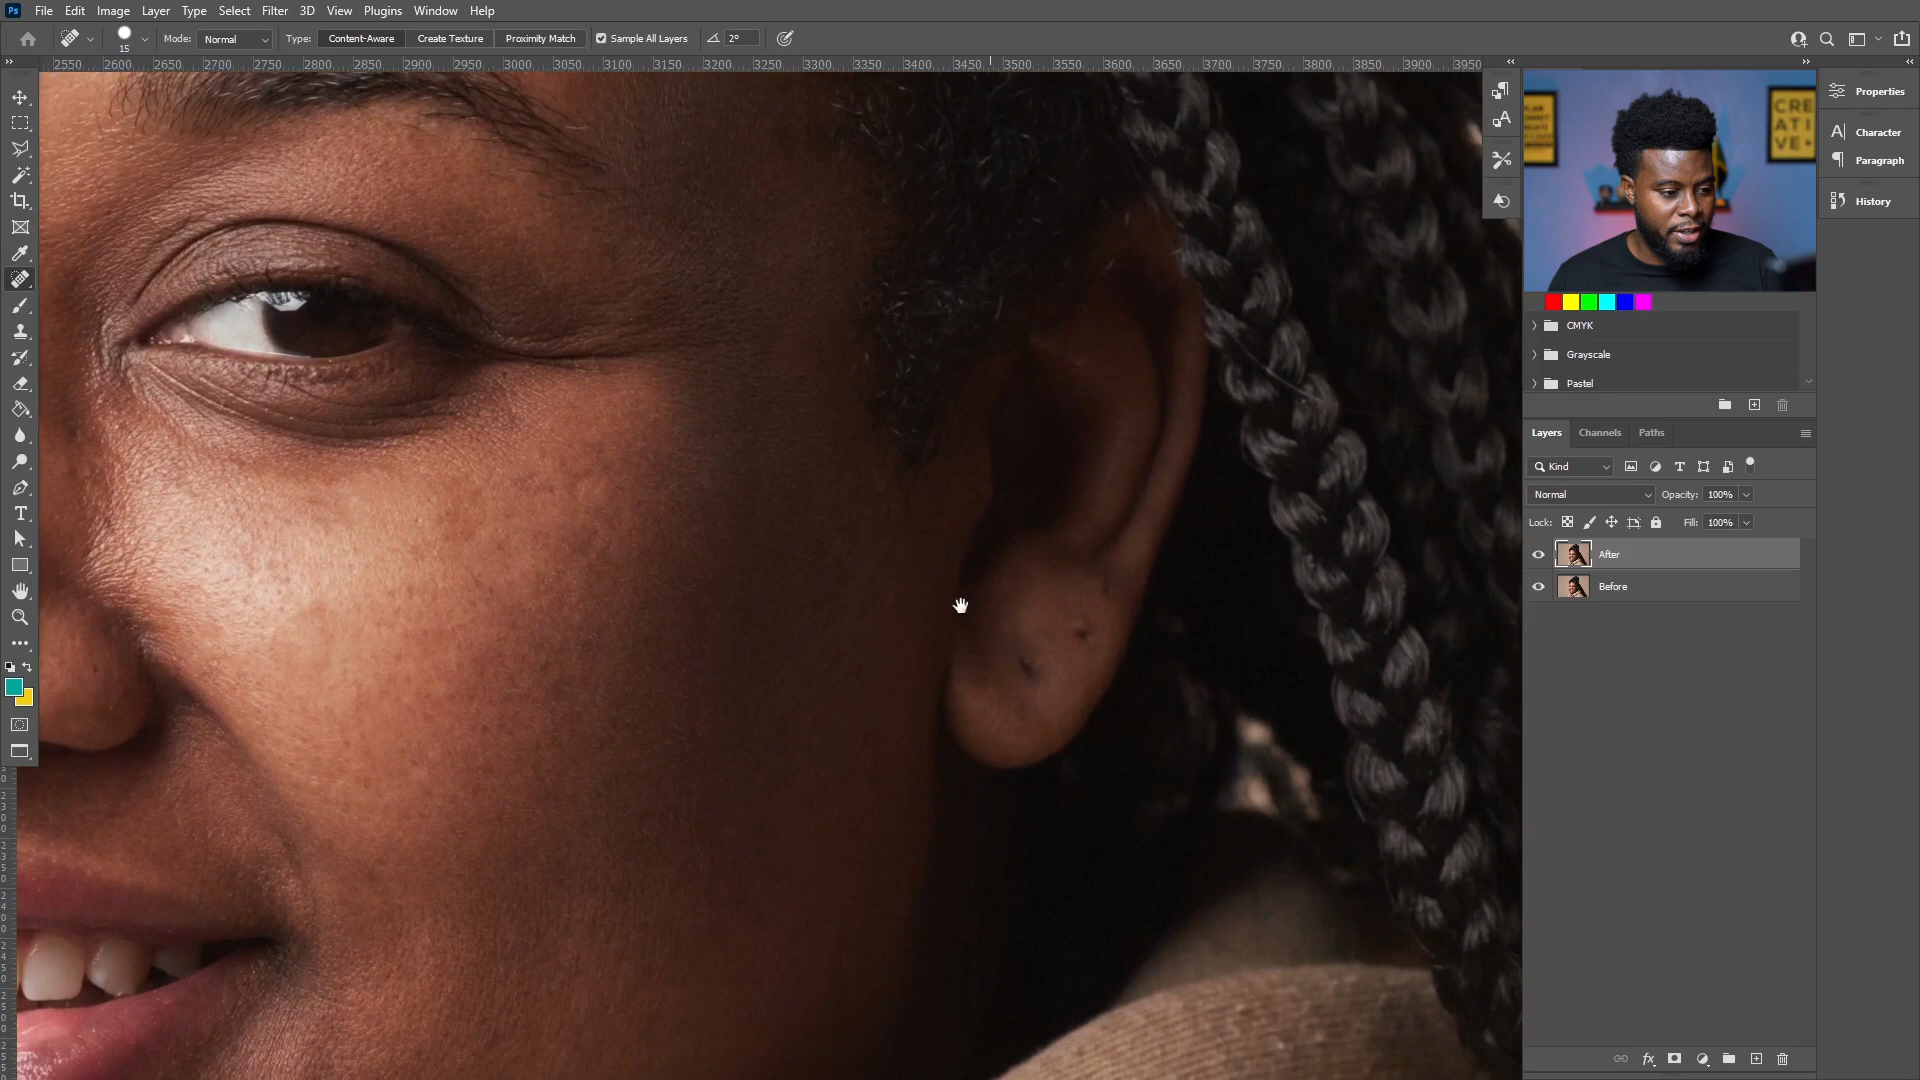 Ps File Edit Image Layer Type Select Filter 3D View Plugins Window Help
15 Mode: Normal Type: Content-Aware Create Texture Proximity Match Sample All Layers 2°
2550 2600 2650 2700 2750 2800 2850 2900 2950 3000 3050 3100 3150 3200 3250 3300 3350 3400 3450 3500 3550 3600 3650 3700 3750 3800 3850 3900 3950
CRE
ATI
VE
Properties
Character
Paragraph
History
CMYK
Grayscale
Pastel
Layers Channels Paths
Kind
Normal Opacity: 100%
Lock: Fill: 100%
After
Before
fx